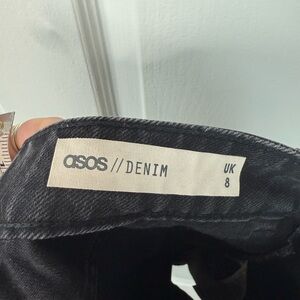 asos // DENIM
UK
8